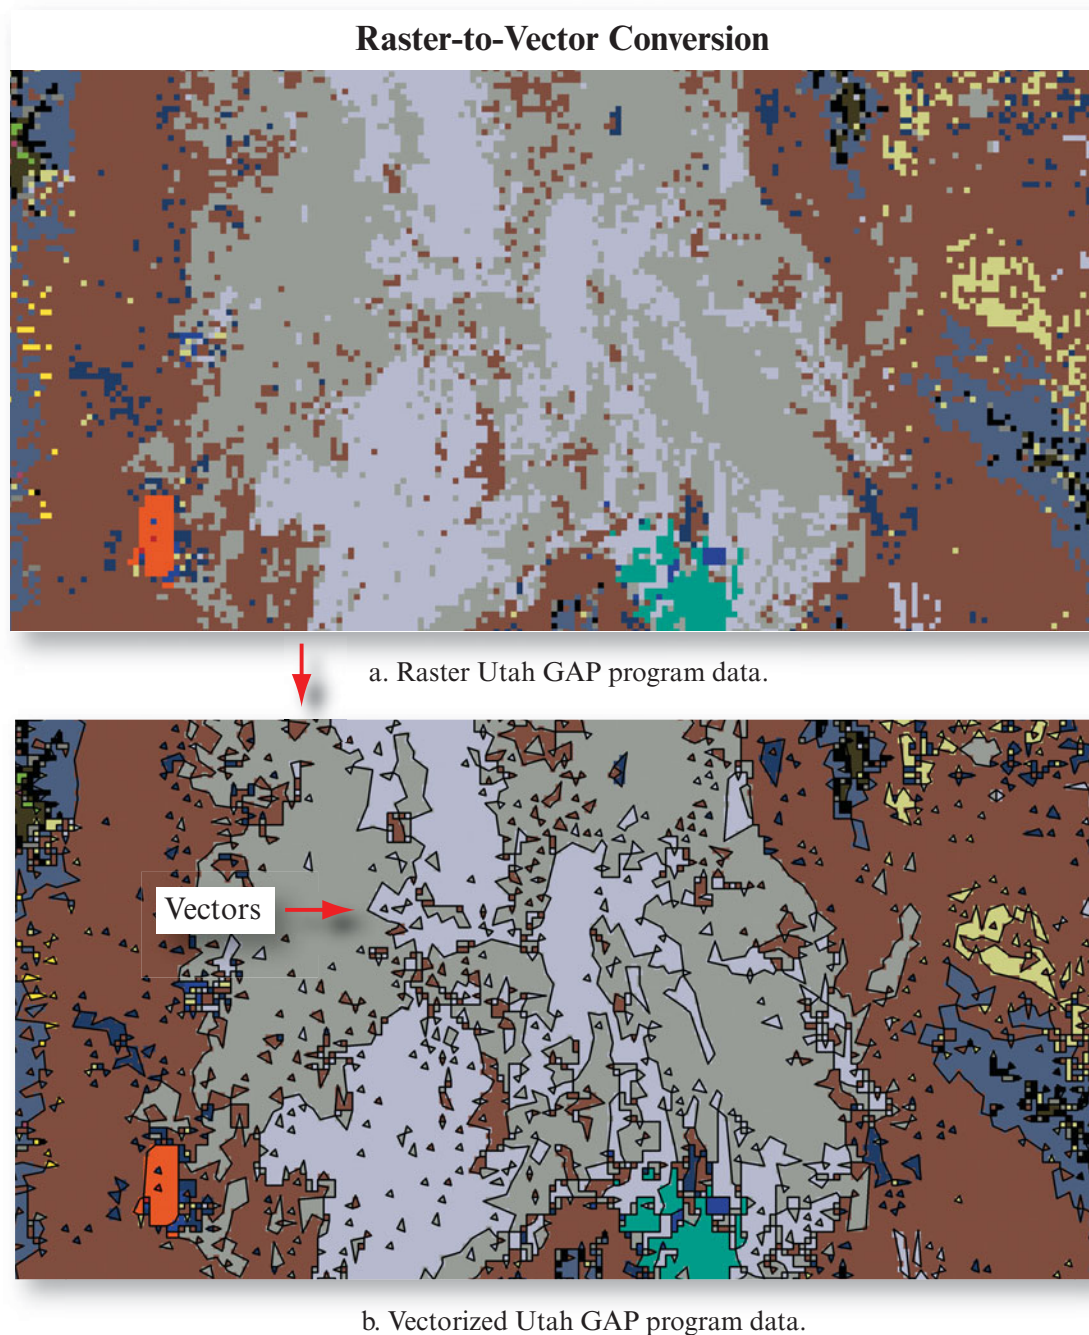 Raster-to-Vector Conversion
a. Raster Utah GAP program data.
Vectors
b. Vectorized Utah GAP program data.